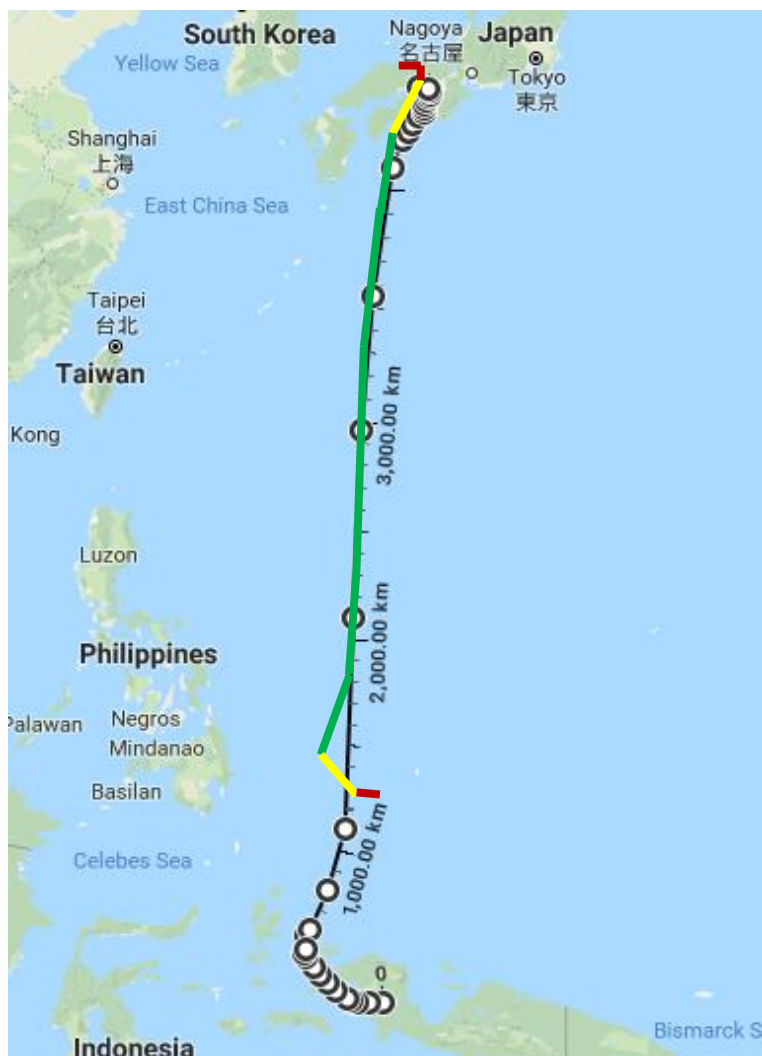 South Korea
Nagoya
名古屋
Japan
Yellow Sea
Tokyo
東京
Shanghai
上海
East China Sea
Taipei
台北
Taiwan
Kong
3,000.00 km
Luzon
2,000.00 km
Philippines
Palawan
Negros
Mindanao
Basilan
1,000.00 km
Celebes Sea
0
Bismarck S
Indonesia